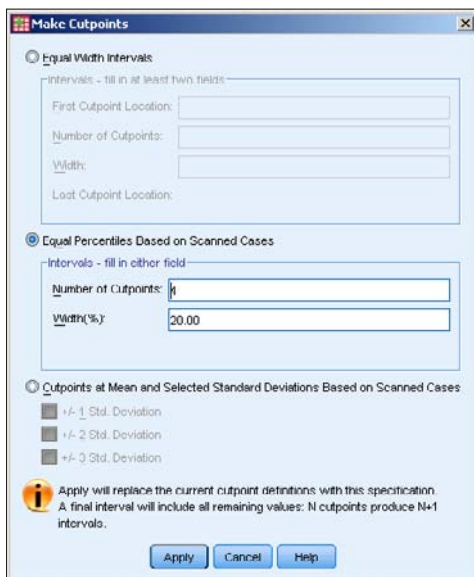 Make Cutpoints
Equal Width Intervals
Intervals - fill in at least two fields
First Cutpoint Location:
Number of Cutpoints:
Width:
Last Cutpoint Location:
Equal Percentiles Based on Scanned Cases
Intervals - fill in either field
Number of Cutpoints: 4
Width(%): 20.00
Cutpoints at Mean and Selected Standard Deviations Based on Scanned Cases
+/- 1 Std. Deviation
+/- 2 Std. Deviation
+/- 3 Std. Deviation
Apply will replace the current cutpoint definitions with this specification.
A final interval will include all remaining values: N cutpoints produce N+1
intervals.
Apply Cancel Help